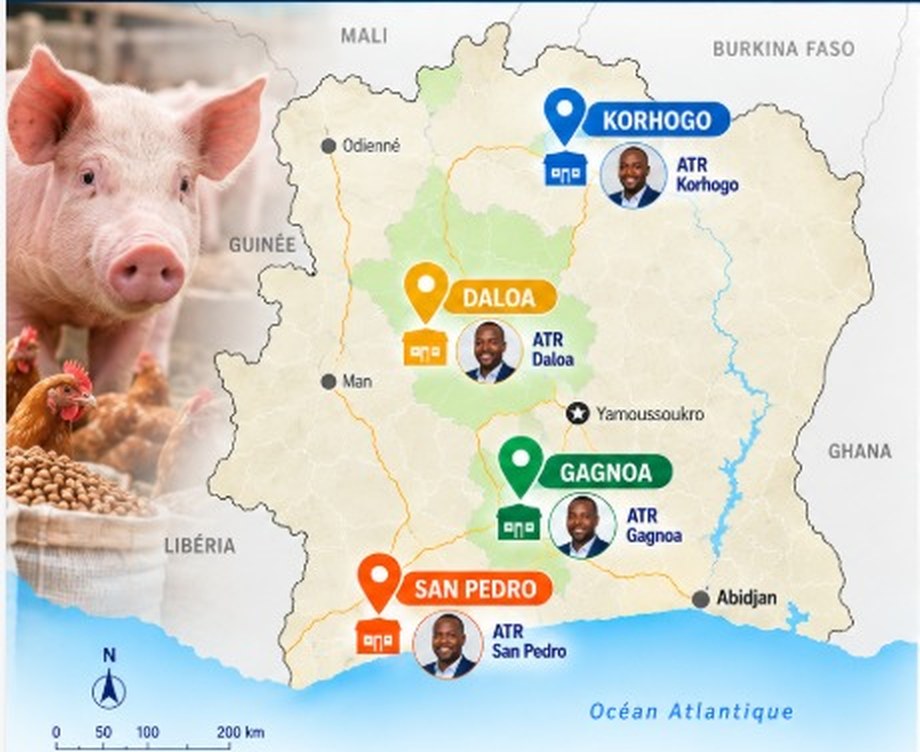 MALI
BURKINA FASO
KORHOGO
Odienné
ATR
Korhogo
GUINÉE
DALOA
ATR
Daloa
Man
Yamoussoukro
GHANA
GAGNOA
ATR
Gagnoa
LIBÉRIA
SAN PEDRO
Abidjan
ATR
San Pedro
N
Océan Atlantique
0 50 100 200 km